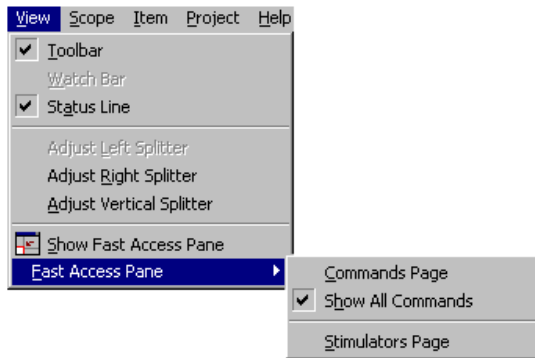 View Scope Item Project Help
Toolbar
Watch Bar
Status Line
Adjust Left Splitter
Adjust Right Splitter
Adjust Vertical Splitter
Show Fast Access Pane
Fast Access Pane
Commands Page
Show All Commands
Stimulators Page